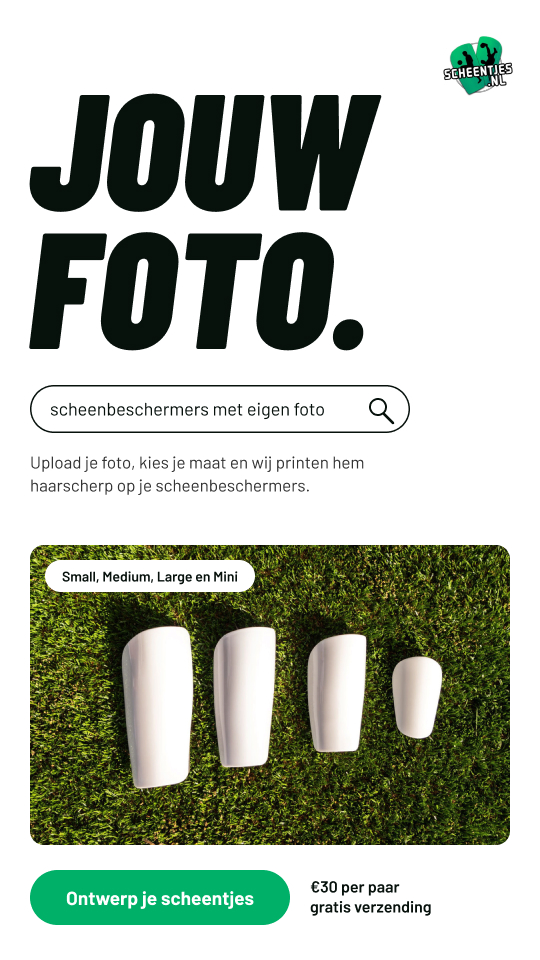 SCHEENTJES
.NL
JOUW
FOTO.
scheenbeschermers met eigen foto
Upload je foto, kies je maat en wij printen hem
haarscherp op je scheenbeschermers.
Small, Medium, Large en Mini
Ontwerp je scheentjes
€30 per paar
gratis verzending